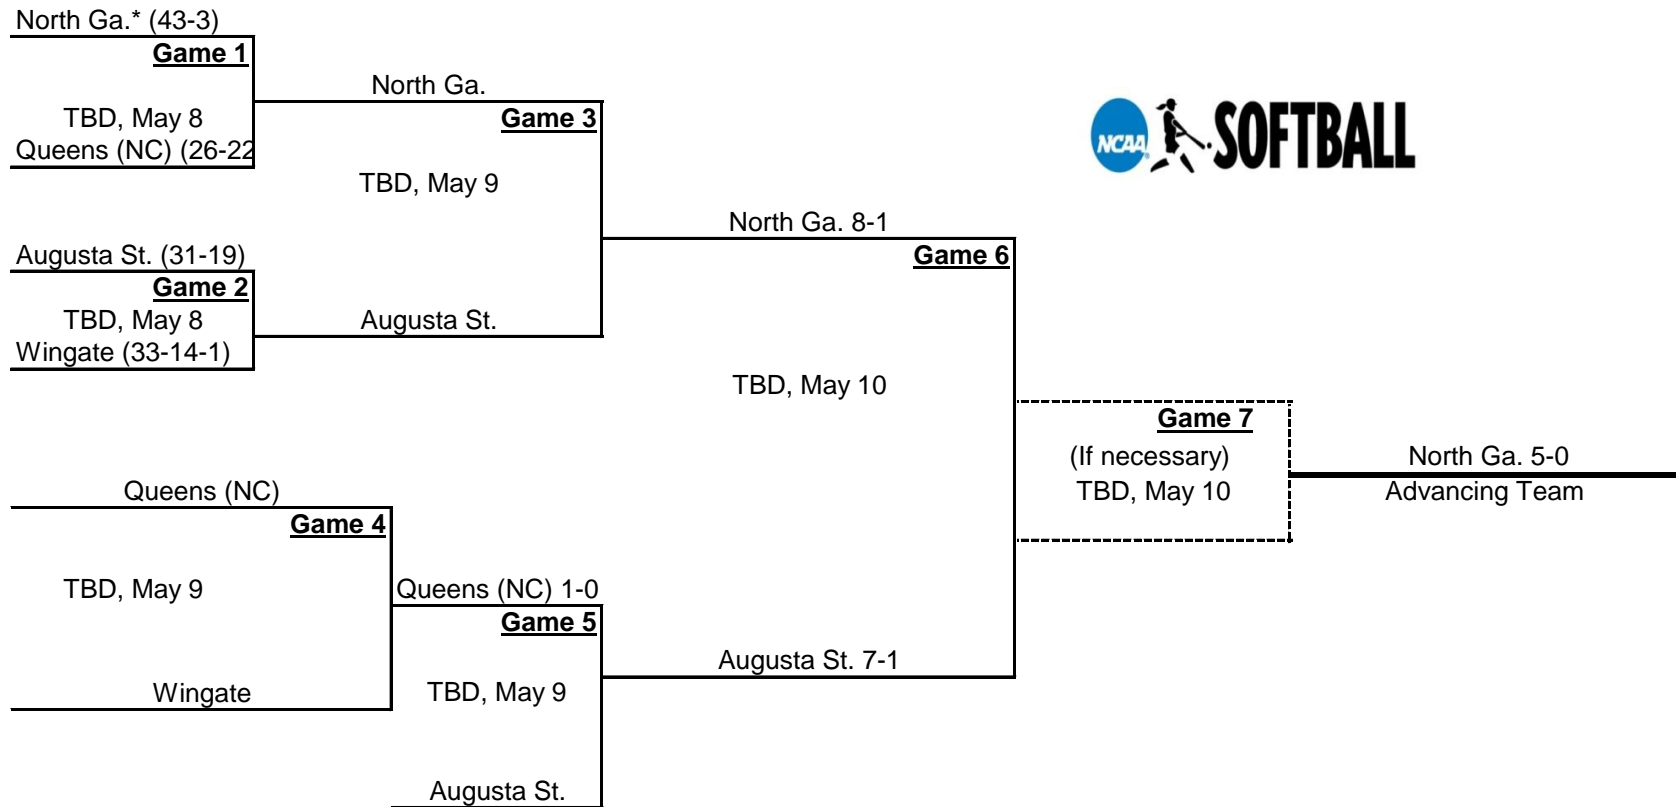 North Ga.* (43-3)
Game 1
TBD, May 8
Queens (NC) (26-22
North Ga.
Game 3
TBD, May 9
NCAA SOFTBALL
Augusta St. (31-19)
Game 2
TBD, May 8
Wingate (33-14-1)
Augusta St.
North Ga. 8-1
Game 6
TBD, May 10
Game 7
(If necessary)
TBD, May 10
North Ga. 5-0
Advancing Team
Queens (NC)
Game 4
TBD, May 9
Wingate
Queens (NC) 1-0
Game 5
TBD, May 9
Augusta St.
Augusta St. 7-1